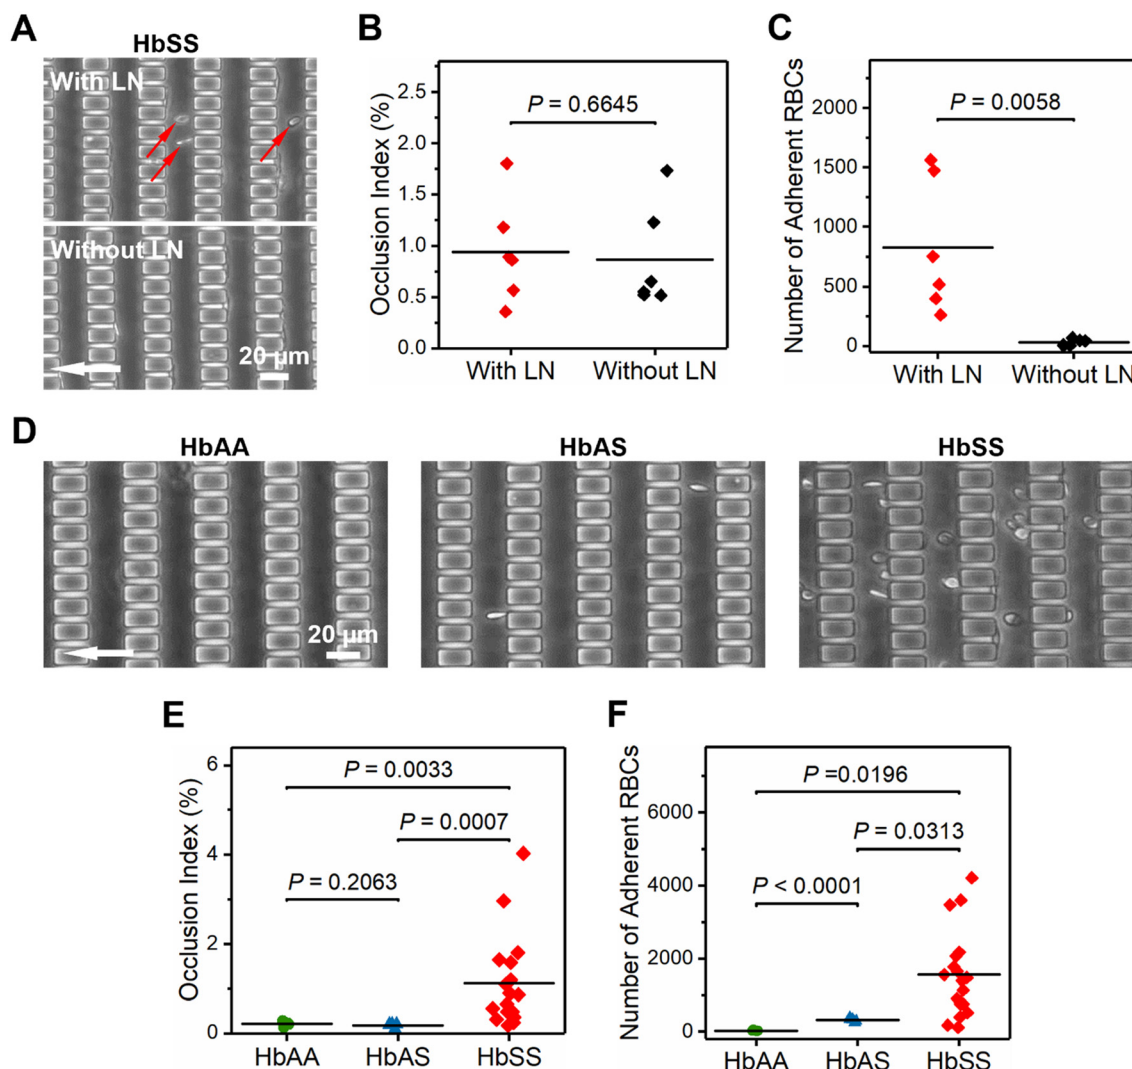 A
HbSS
With LN
Without LN
20 µm
B
Occlusion Index (%)
2.5
2.0
1.5
1.0
0.5
0.0
P = 0.6645
With LN
Without LN
C
Number of Adherent RBCs
2000
1500
1000
500
0
P = 0.0058
With LN
Without LN
D
HbAA
HbAS
HbSS
20 µm
E
Occlusion Index (%)
6
4
2
0
P = 0.0033
P = 0.0007
P = 0.2063
HbAA
HbAS
HbSS
F
Number of Adherent RBCs
6000
4000
2000
0
P =0.0196
P = 0.0313
P < 0.0001
HbAA
HbAS
HbSS